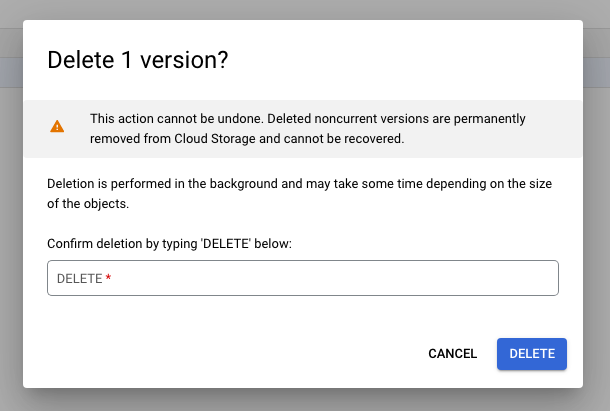 Delete 1 version?
This action cannot be undone. Deleted noncurrent versions are permanently
removed from Cloud Storage and cannot be recovered.
Deletion is performed in the background and may take some time depending on the size
of the objects.
Confirm deletion by typing 'DELETE' below:
DELETE *
CANCEL DELETE